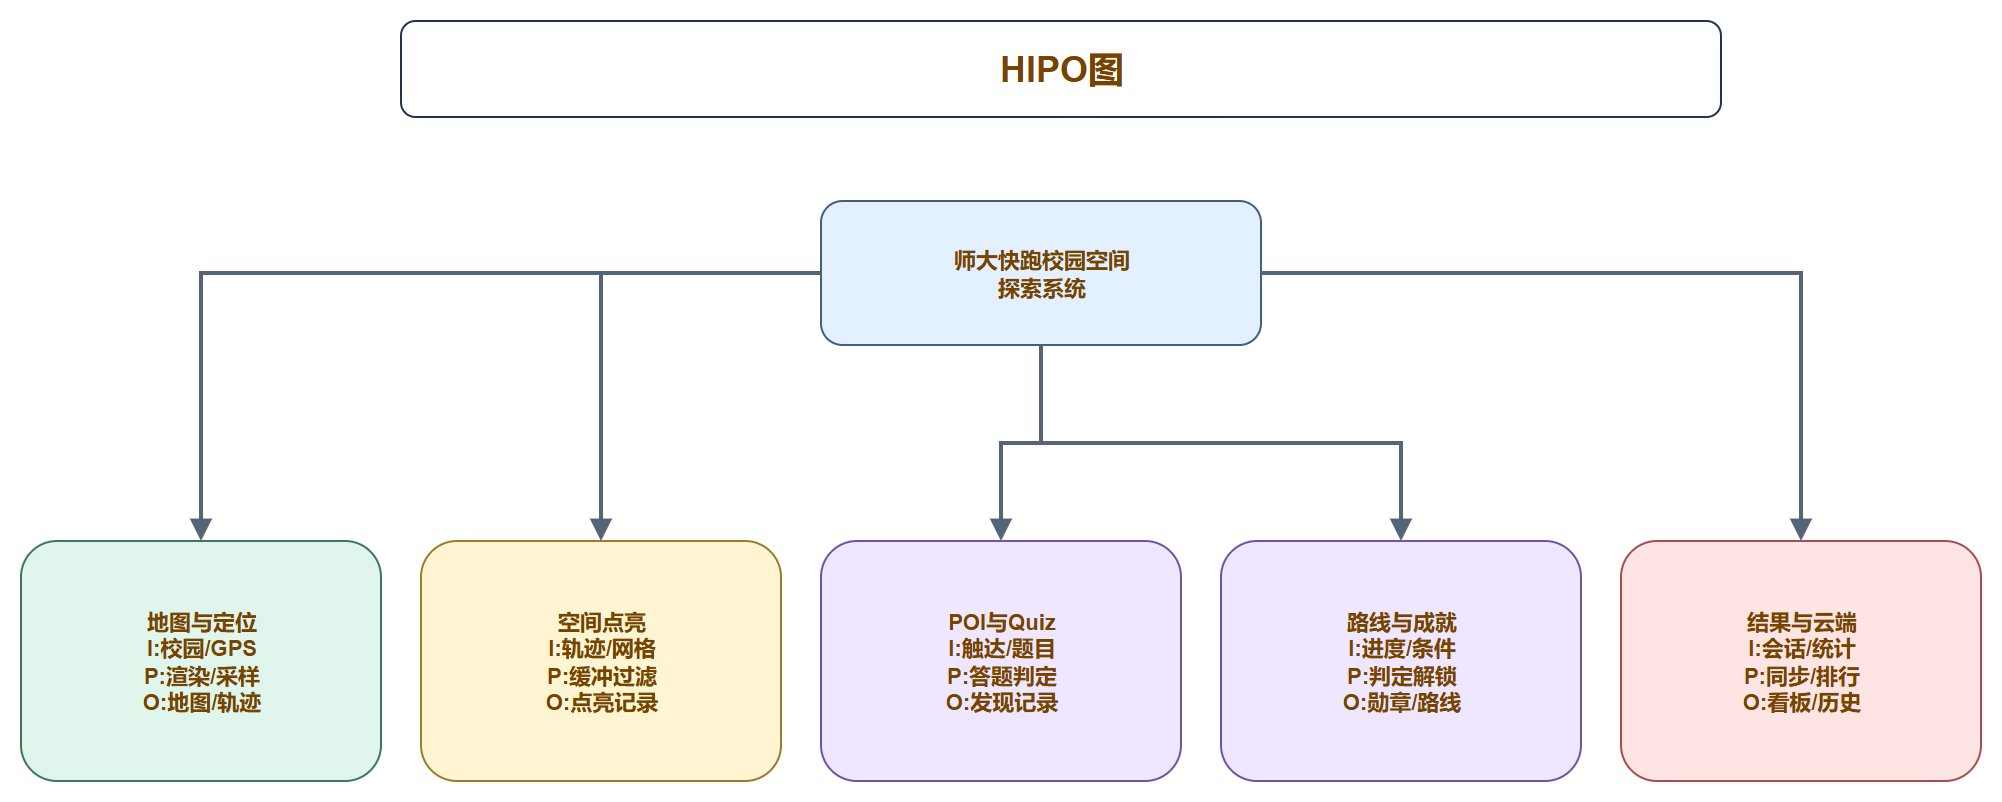 HIPO图
师大快跑校园空间
探索系统
地图与定位
I:校园/GPS
P:渲染/采样
O:地图/轨迹
空间点亮
I:轨迹/网格
P:缓冲过滤
O:点亮记录
POI与Quiz
I:触达/题目
P:答题判定
O:发现记录
路线与成就
I:进度/条件
P:判定解锁
O:勋章/路线
结果与云端
I:会话/统计
P:同步/排行
O:看板/历史